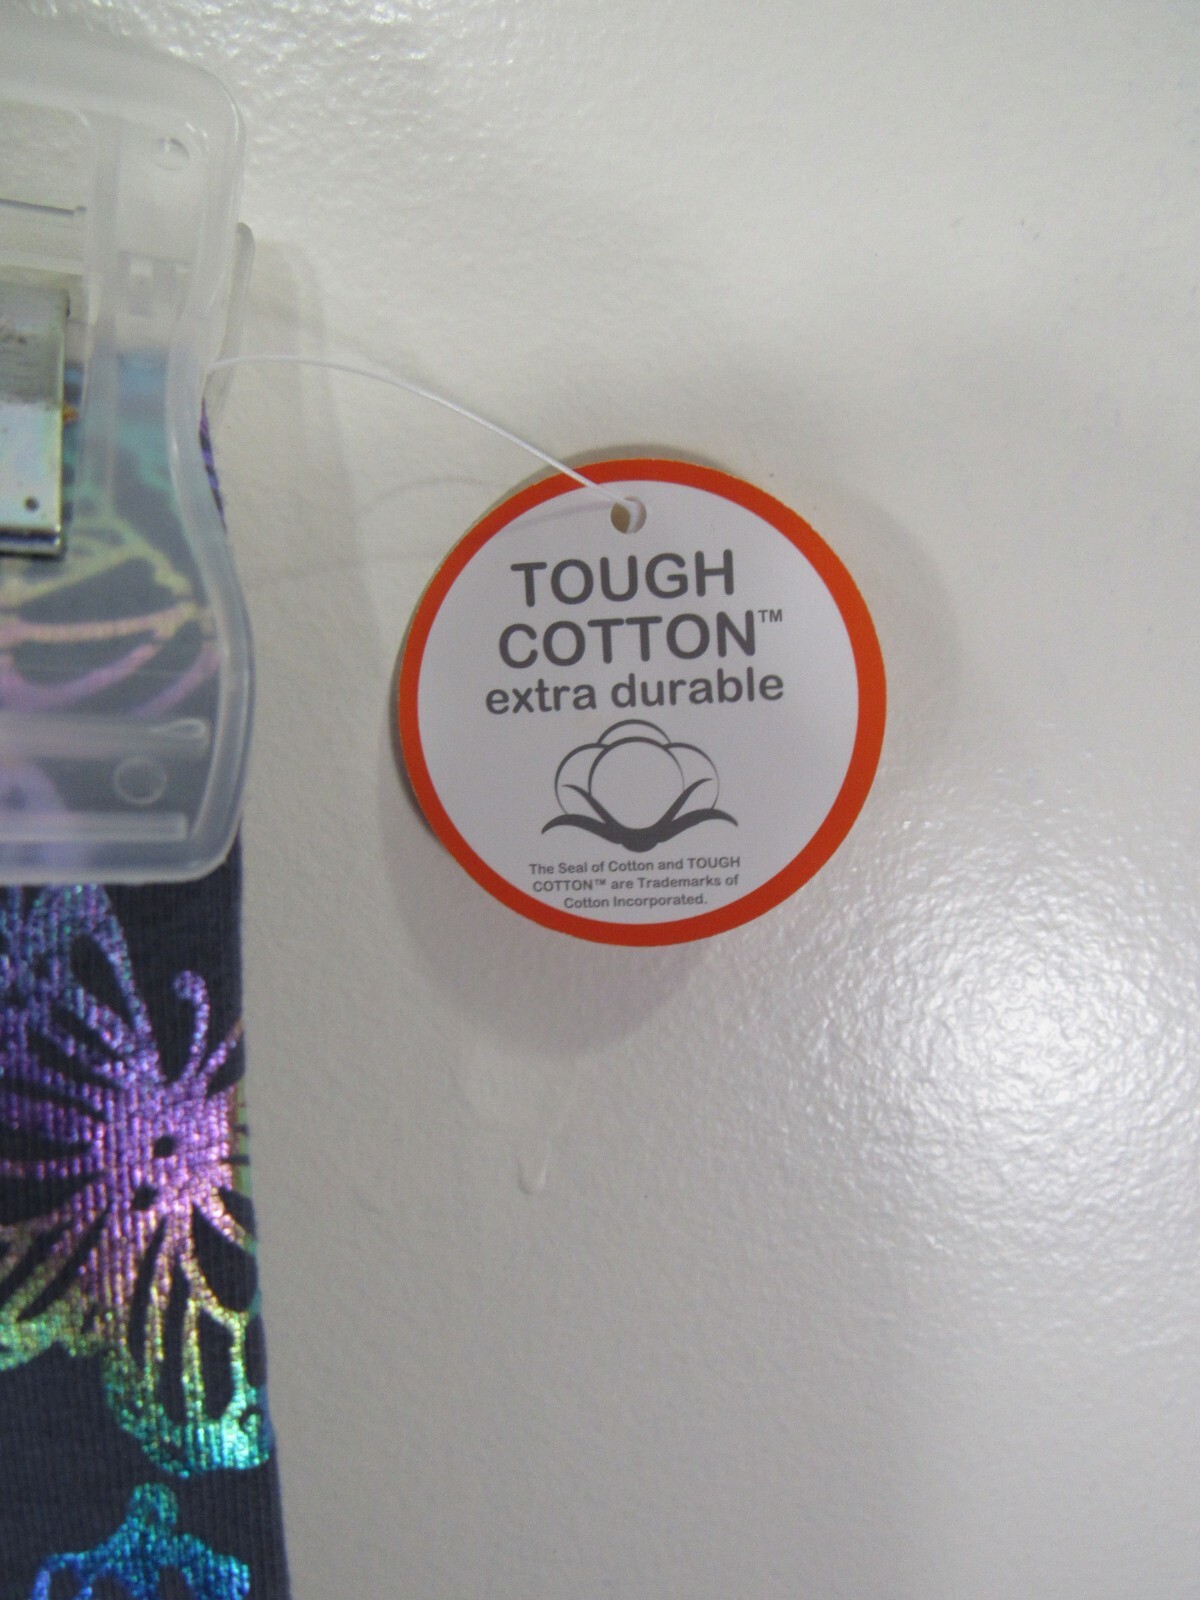 TOUGH
COTTON™
extra durable
The Seal of Cotton and TOUGH
COTTON™ are Trademarks of
Cotton Incorporated.